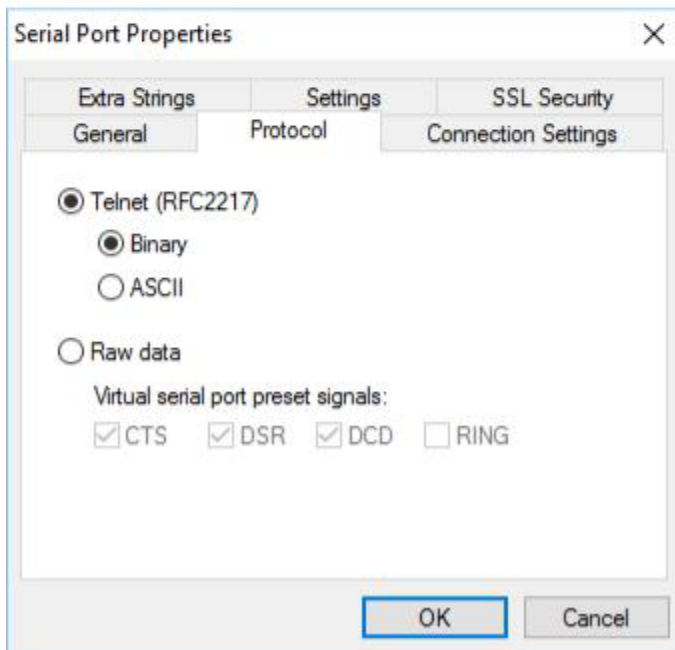 Serial Port Properties
Extra Strings Settings SSL Security
General Protocol Connection Settings
Telnet (RFC2217)
Binary
ASCII
Raw data
Virtual serial port preset signals:
CTS DSR DCD RING
OK Cancel